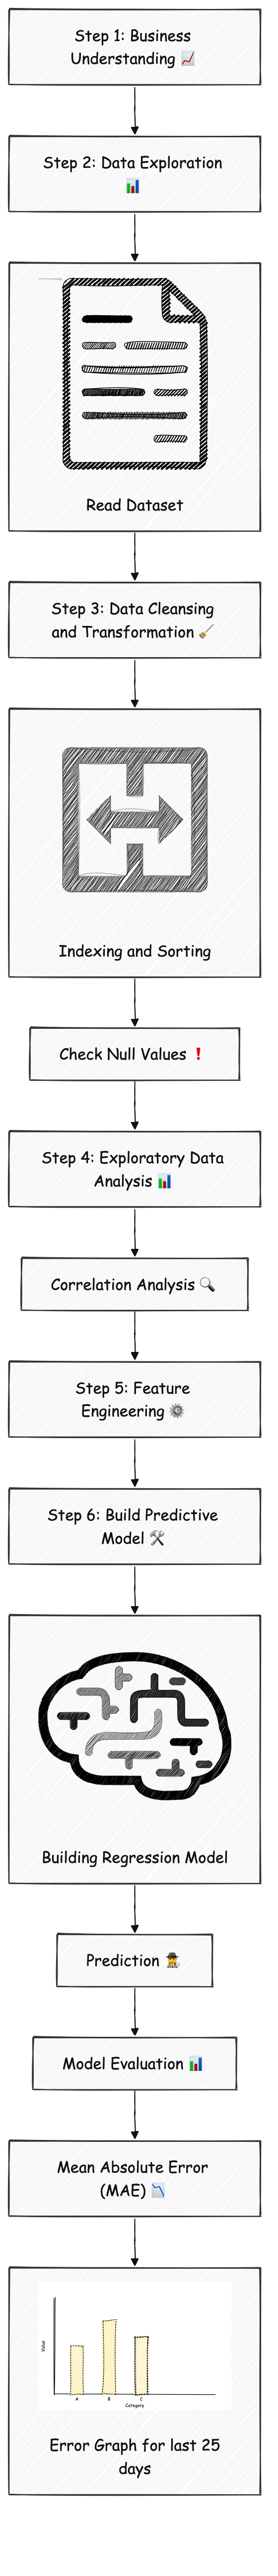 Step 1: Business
Understanding 📈
Step 2: Data Exploration
📊
Read Dataset
Step 3: Data Cleansing
and Transformation 🧹
Indexing and Sorting
Check Null Values ❗
Step 4: Exploratory Data
Analysis 📊
Correlation Analysis 🔍
Step 5: Feature
Engineering ⚙️
Step 6: Build Predictive
Model 🛠️
Building Regression Model
Prediction 🕵️
Model Evaluation 📊
Mean Absolute Error
(MAE) 📉
Value
A B C
Category
Error Graph for last 25
days